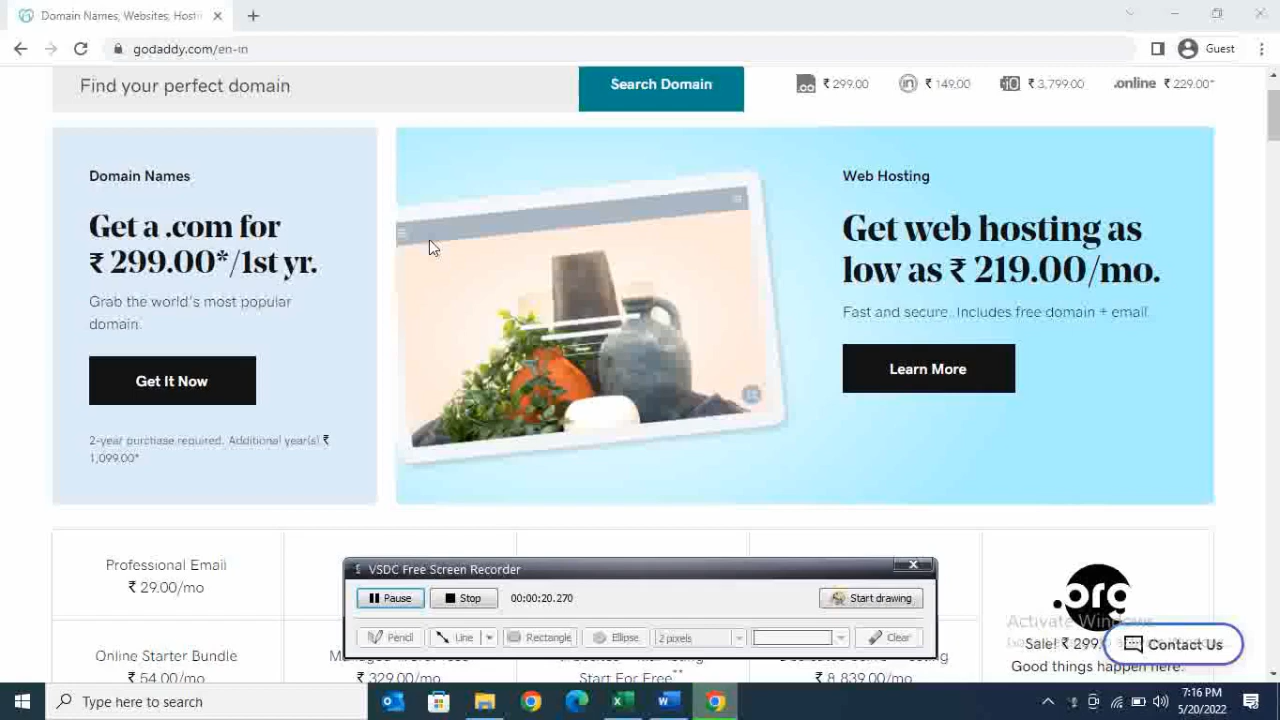 Domain Names, Websites, Hosti
godaddy.com/en-in
Guest
Find your perfect domain
Search Domain
.co ₹ 299.00
in ₹ 149.00
₹ 3,799.00
.online ₹ 229.00*
Domain Names
Get a .com for
₹ 299.00*/1st yr.
Grab the world's most popular
domain.
Get It Now
2-year purchase required. Additional year(s) ₹
1,099.00*
Web Hosting
Get web hosting as
low as ₹ 219.00/mo.
Fast and secure. Includes free domain + email.
Learn More
Professional Email
₹ 29.00/mo
Online Starter Bundle
₹ 54.00/mo
₹ 329.00/mo
Start For Free**
₹ 8,839.00/mo
.org
Sale! ₹ 299.
Good things happen here.
Activate Windows
Contact Us
VSDC Free Screen Recorder
Pause
Stop
00:00:20.270
Start drawing
Pencil
Line
Rectangle
Ellipse
2 pixels
Clear
Type here to search
7:16 PM
5/20/2022